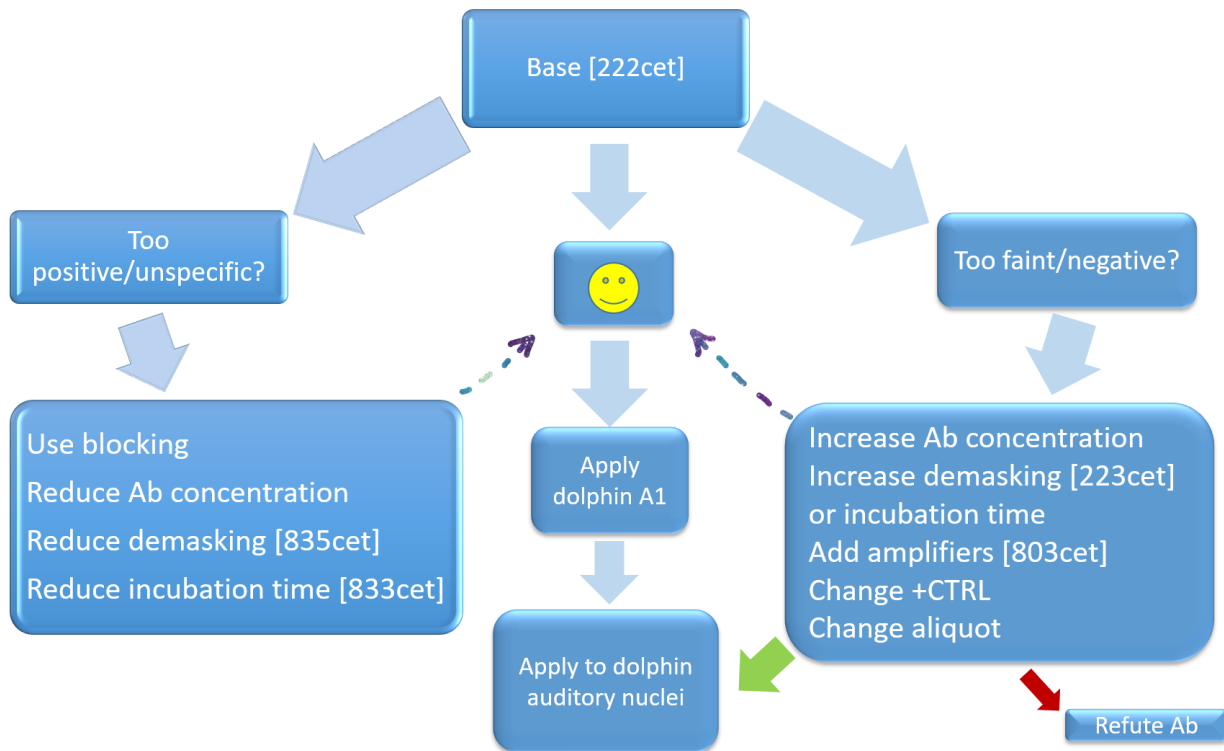 Base [222cet]
Too
positive/unspecific?
Too faint/negative?
Use blocking
Reduce Ab concentration
Reduce demasking [835cet]
Reduce incubation time [833cet]
Apply
dolphin A1
Increase Ab concentration
Increase demasking [223cet]
or incubation time
Add amplifiers [803cet]
Change +CTRL
Change aliquot
Apply to dolphin
auditory nuclei
Refute Ab